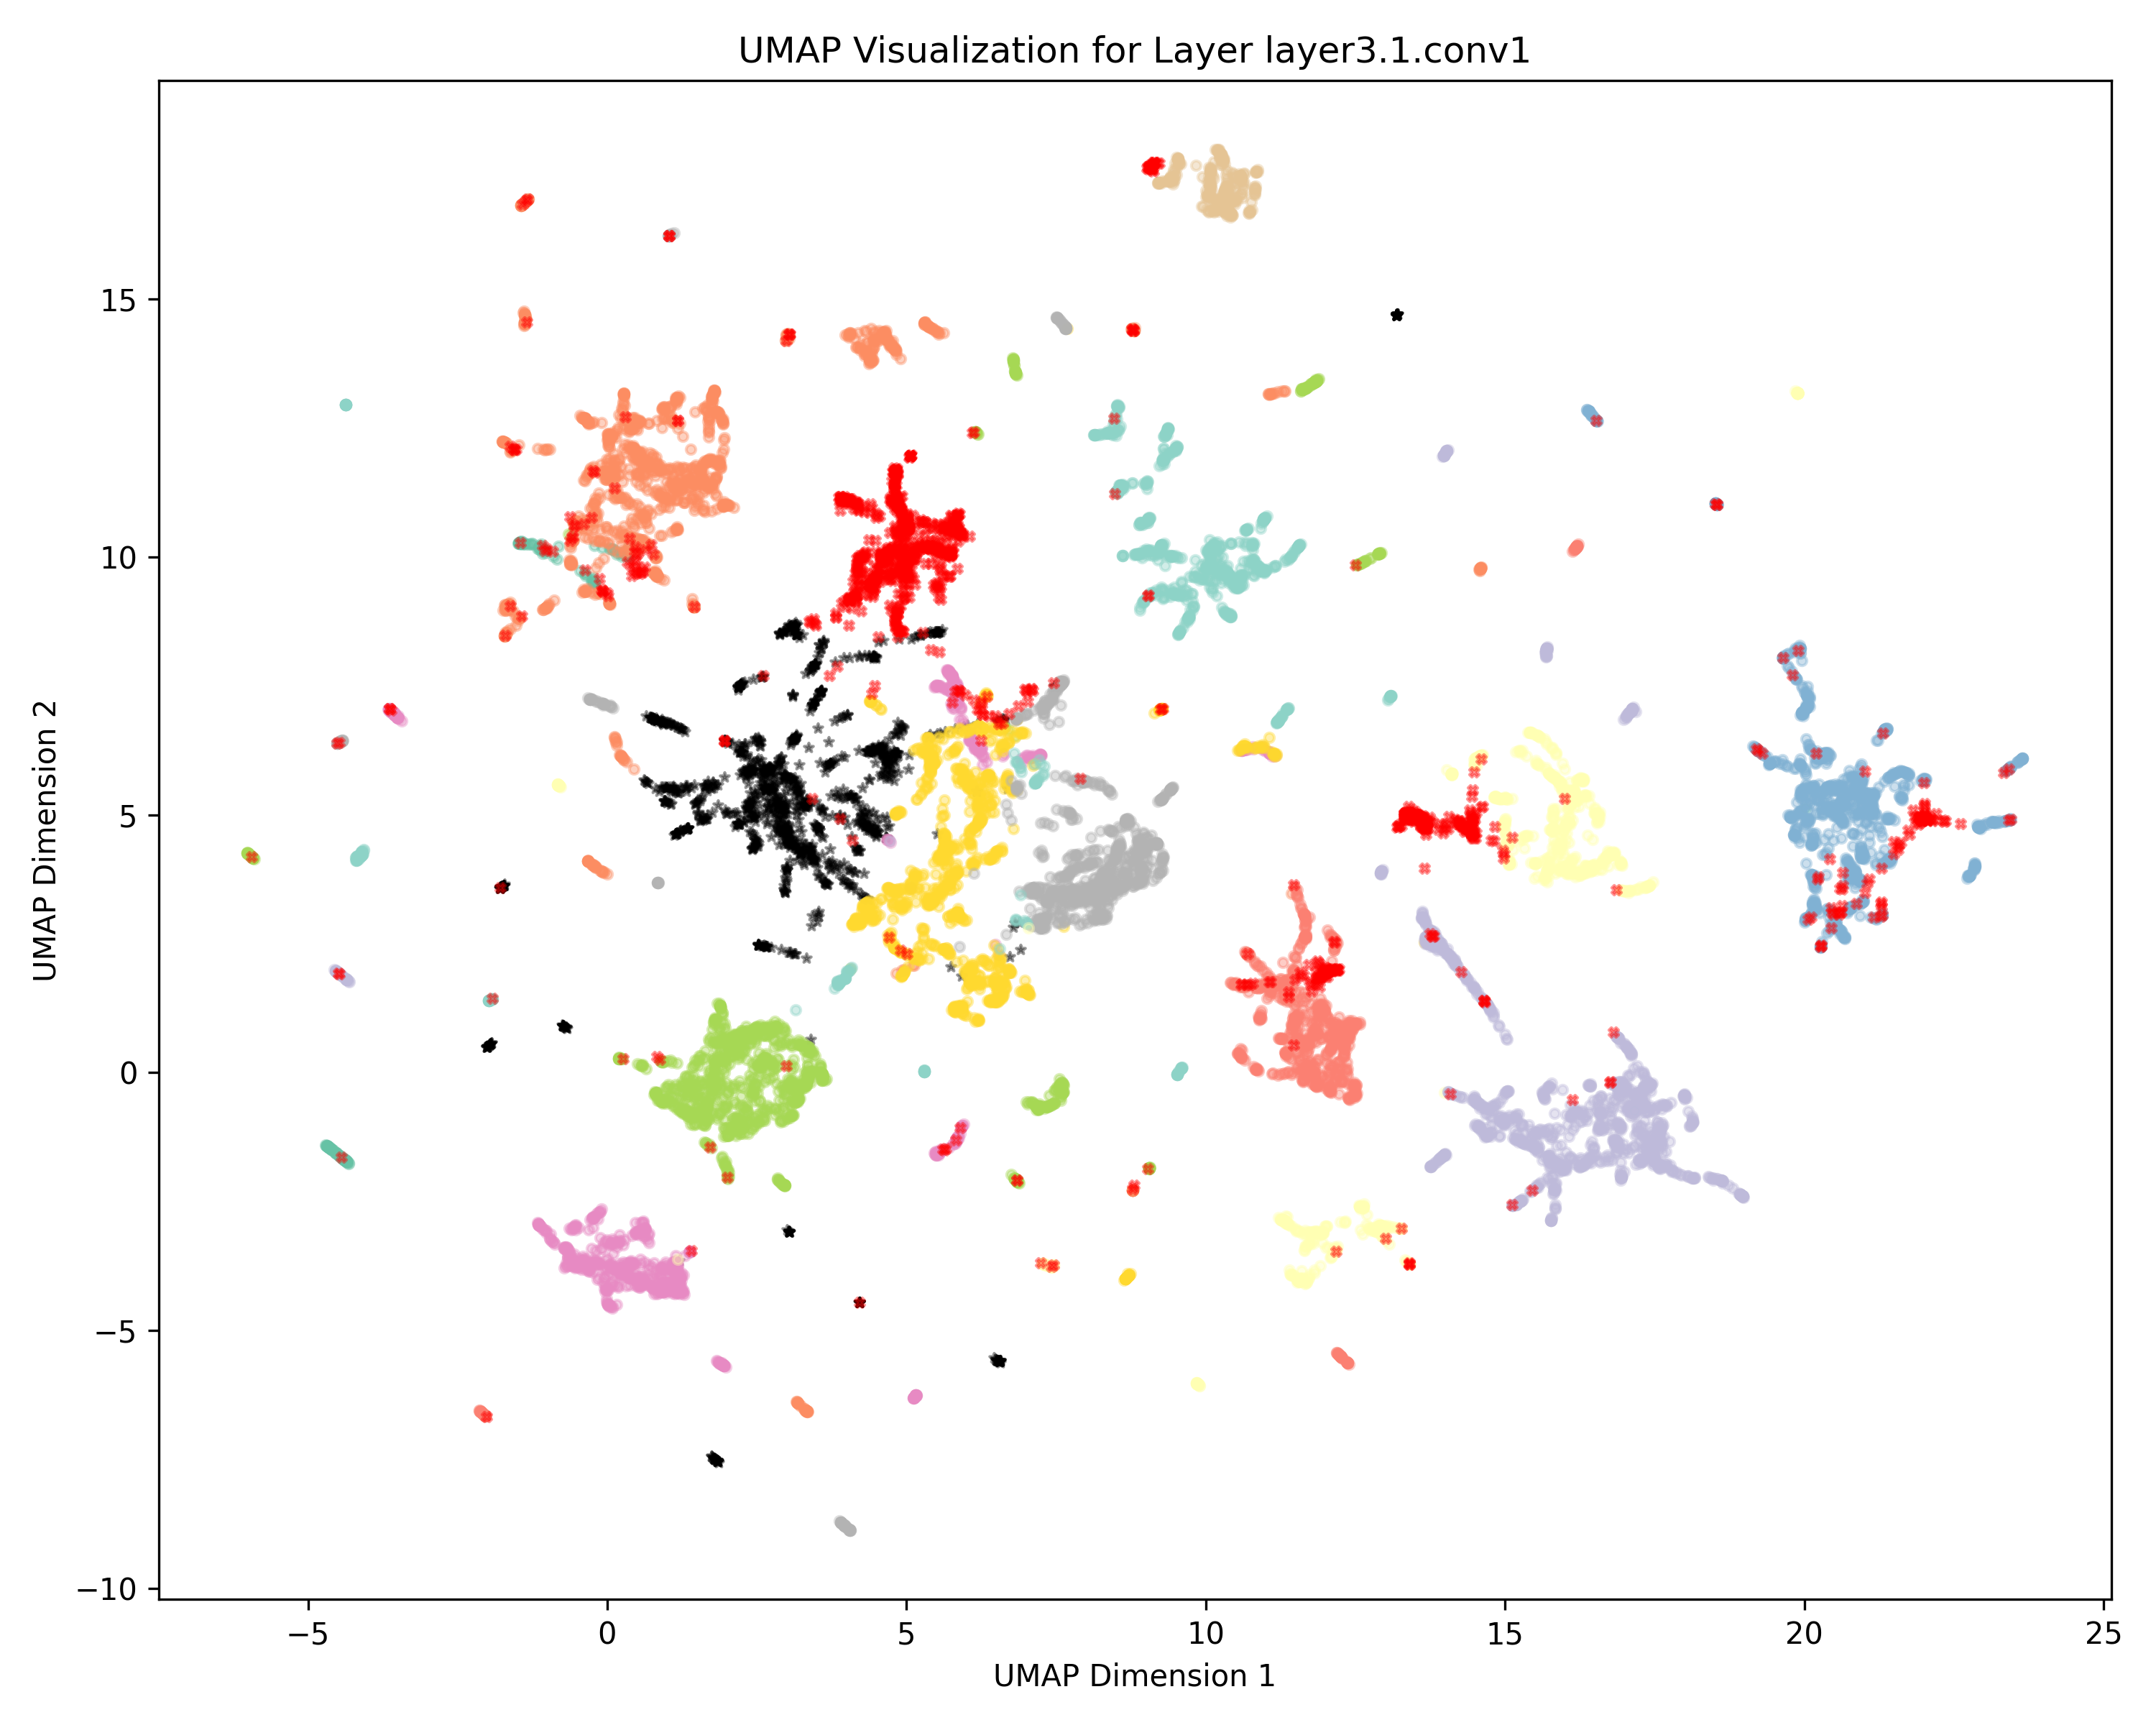 UMAP Visualization for Layer layer3.1.conv1
15
10
5
0
−5
−10
UMAP Dimension 2
−5 0 5 10 15 20 25
UMAP Dimension 1